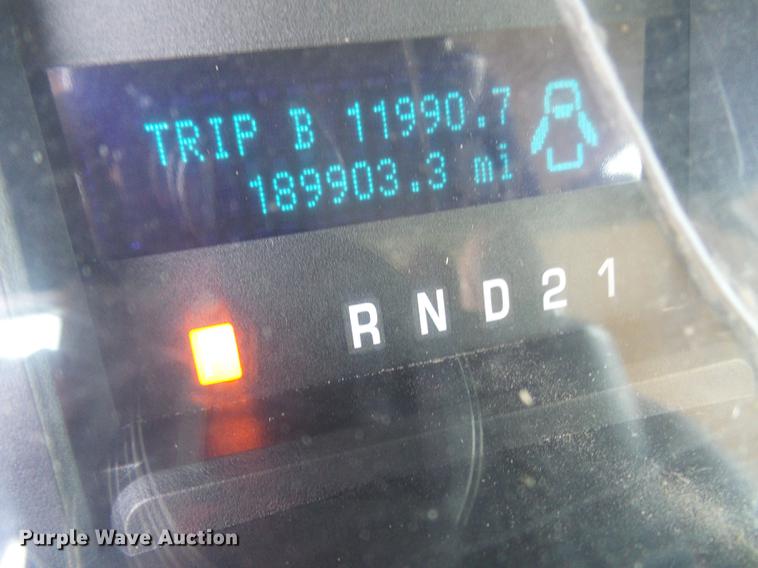 TRIP B 11990.7
189903.3 mi
R N D 2 1
Purple Wave Auction